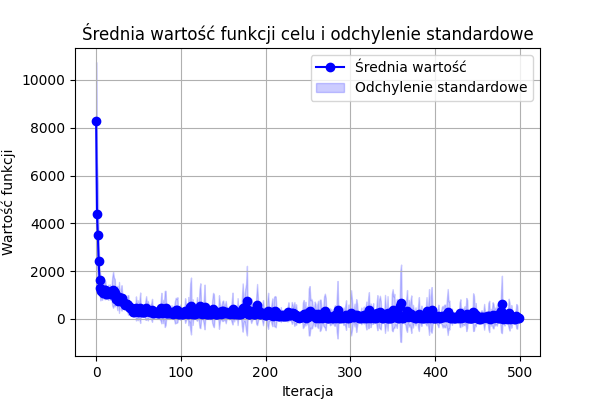 Średnia wartość funkcji celu i odchylenie standardowe
Średnia wartość
Odchylenie standardowe
Wartość funkcji
10000
8000
6000
4000
2000
0
0 100 200 300 400 500
Iteracja